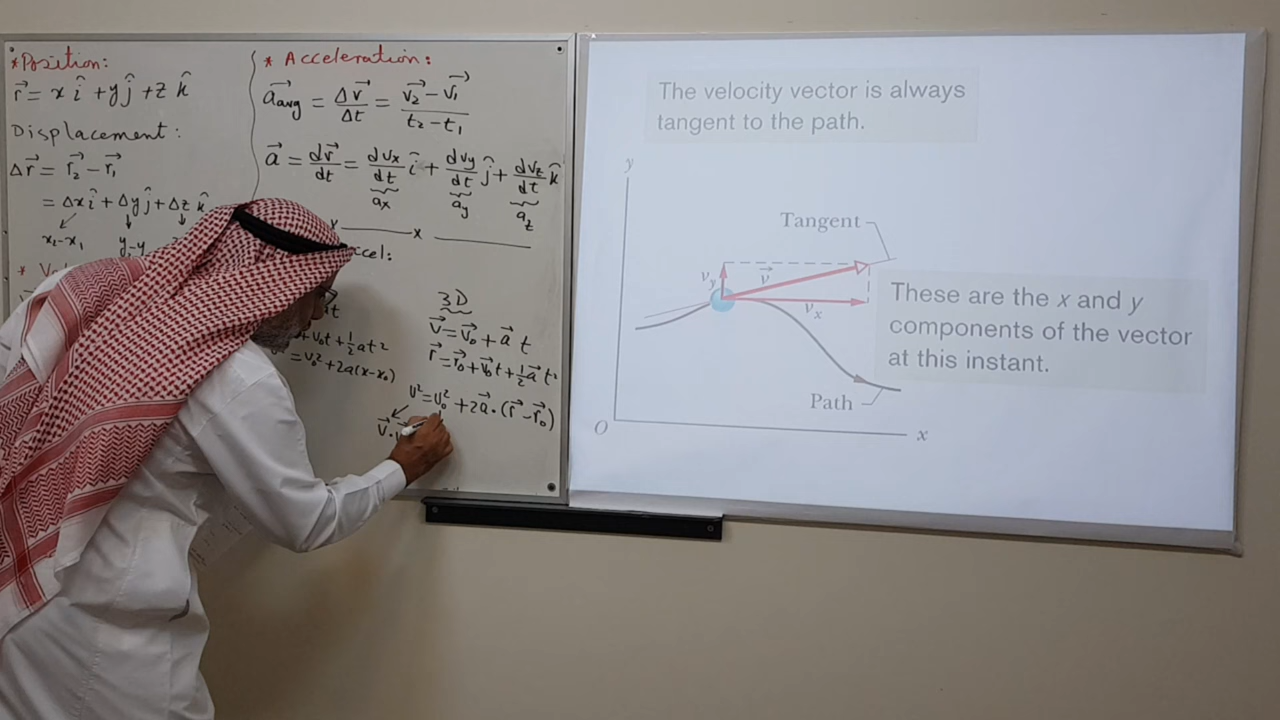 *Position:
r⃗ = x î + y ĵ + z k̂
Displacement:
Δr⃗ = r⃗₂ − r⃗₁
= Δx î + Δy ĵ + Δz k̂
x₂−x₁ y₂−y
*
* Acceleration:
a⃗avg = Δv⃗/Δt = (v⃗₂ − v⃗₁)/(t₂ − t₁)
a⃗ = dv⃗/dt = dvx/dt î + dvy/dt ĵ + dvz/dt k̂
ax ay az
x
ccel:
t
+ v₀t + ½at²
= v₀² + 2a(x−x₀)
3D
v⃗ = v⃗₀ + a⃗ t
r⃗ = r⃗₀ + v⃗₀t + ½ a⃗ t²
v² = v₀² + 2a⃗ · (r⃗ − r⃗₀)
v⃗ ·
The velocity vector is always
tangent to the path.
y
Tangent
vy
v⃗
vx
These are the x and y
components of the vector
at this instant.
Path
O
x